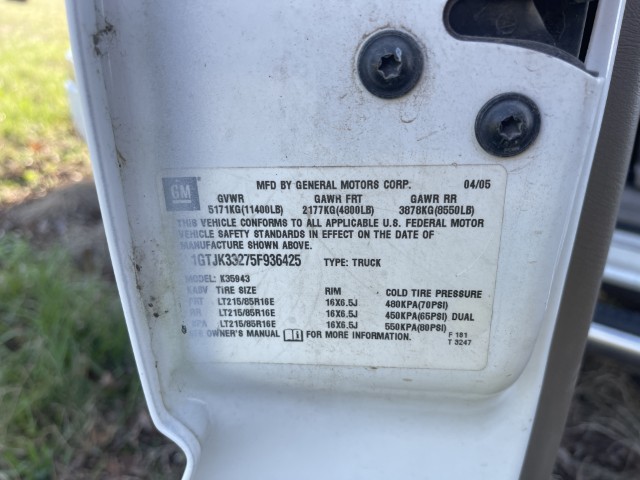 GM
MFD BY GENERAL MOTORS CORP. 04/05
GVWR GAWR FRT GAWR RR
5171KG(11400LB) 2177KG(4800LB) 3878KG(8550LB)
THIS VEHICLE CONFORMS TO ALL APPLICABLE U.S. FEDERAL MOTOR
VEHICLE SAFETY STANDARDS IN EFFECT ON THE DATE OF
MANUFACTURE SHOWN ABOVE.
1GTJK33275F936425 TYPE: TRUCK
MODEL: K35943
TIRE SIZE RIM COLD TIRE PRESSURE
FRT LT215/85R16E 16X6.5J 480KPA(70PSI)
RR LT215/85R16E 16X6.5J 450KPA(65PSI) DUAL
SPA LT215/85R16E 16X6.5J 550KPA(80PSI)
OWNER'S MANUAL FOR MORE INFORMATION. F 181
T 3247